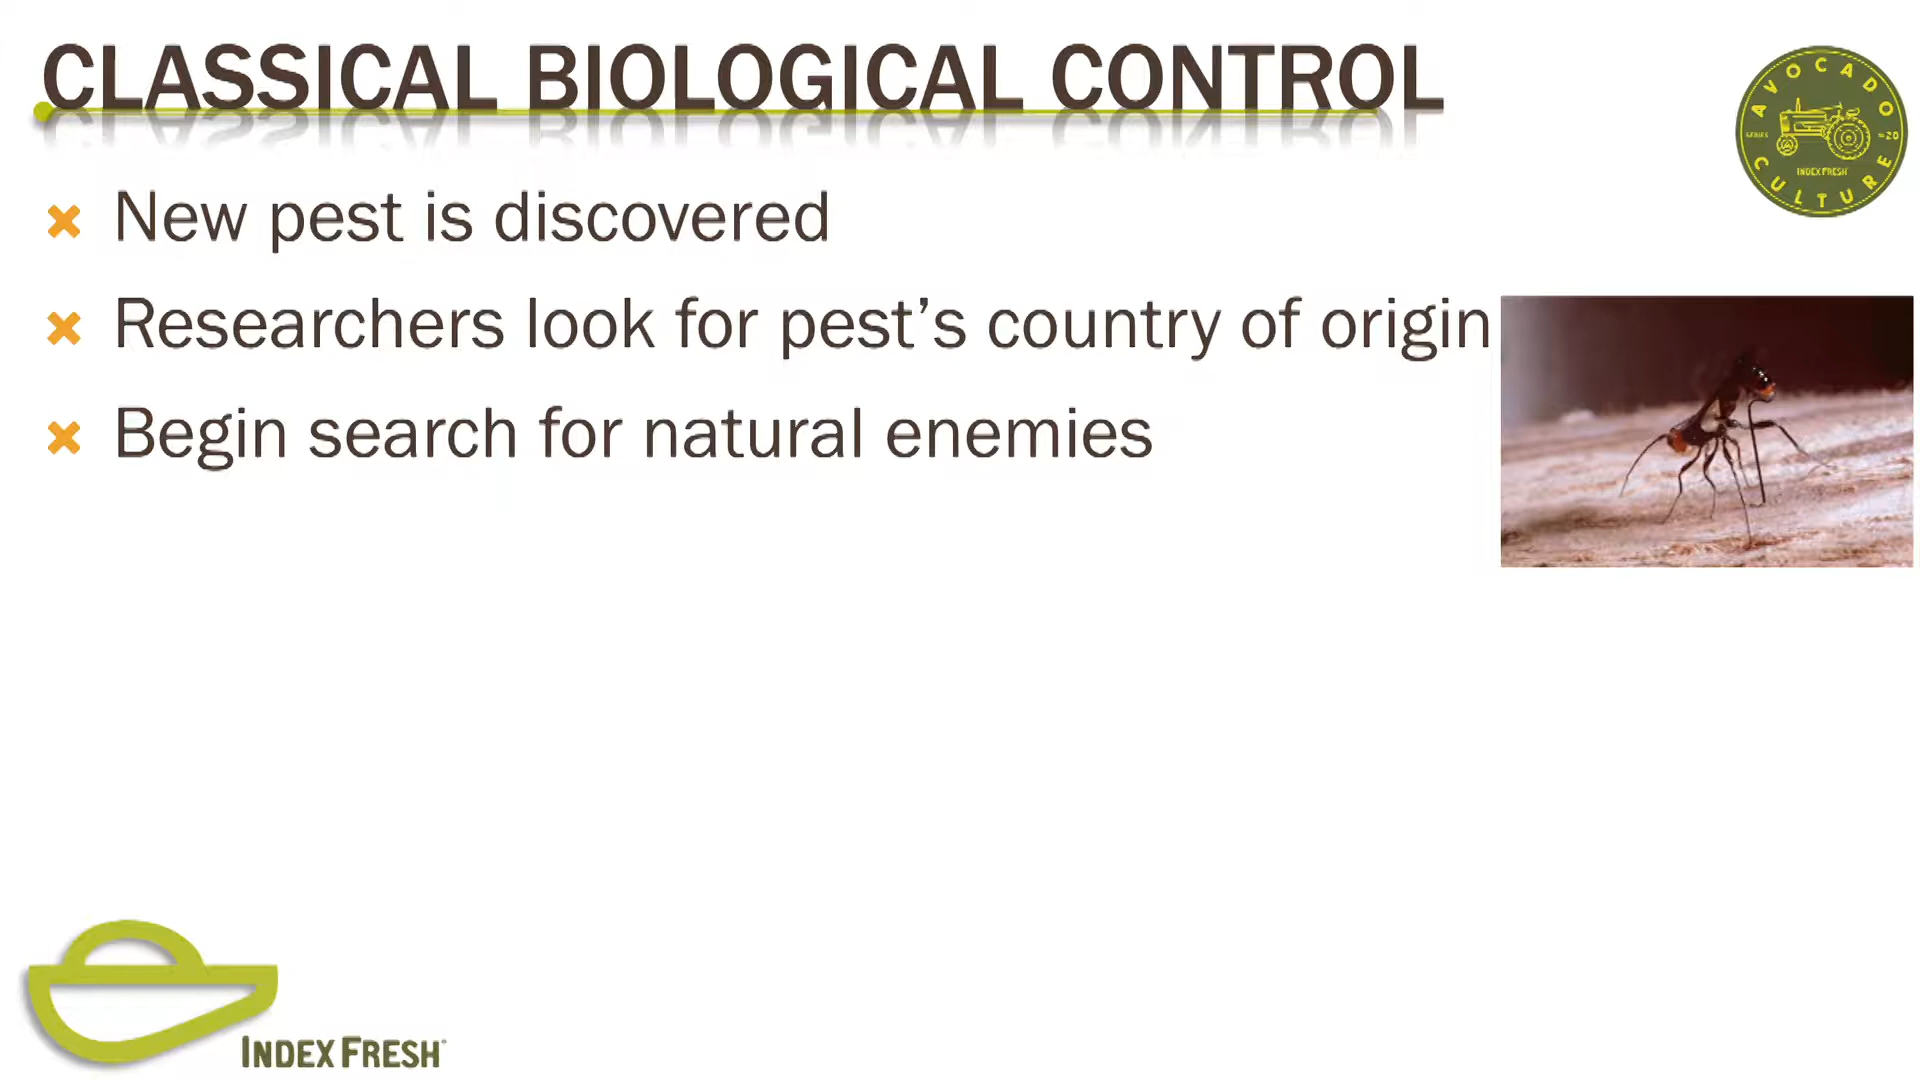 CLASSICAL BIOLOGICAL CONTROL
AVOCADO
SERIES
INDEX FRESH
CULTURE
New pest is discovered
Researchers look for pest’s country of origin
Begin search for natural enemies
INDEX FRESH